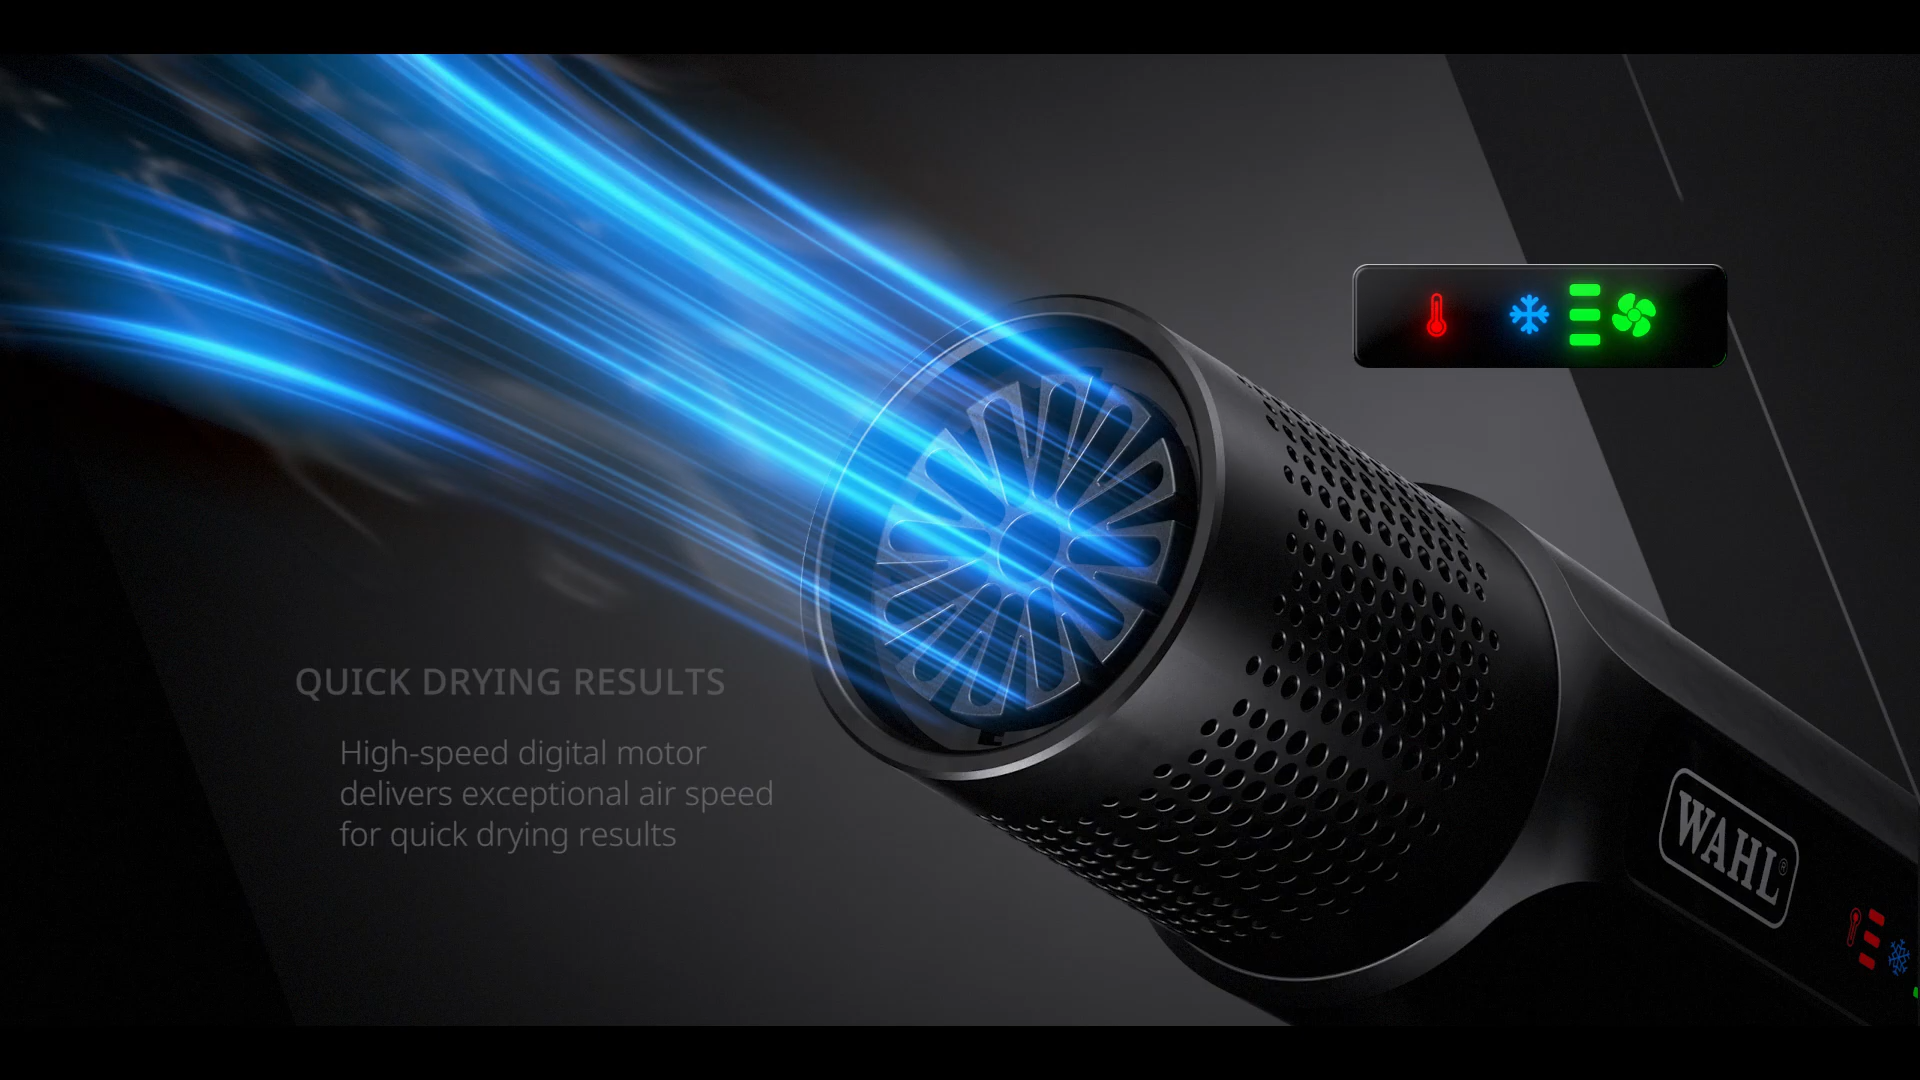 QUICK DRYING RESULTS
High-speed digital motor
delivers exceptional air speed
for quick drying results
WAHL®